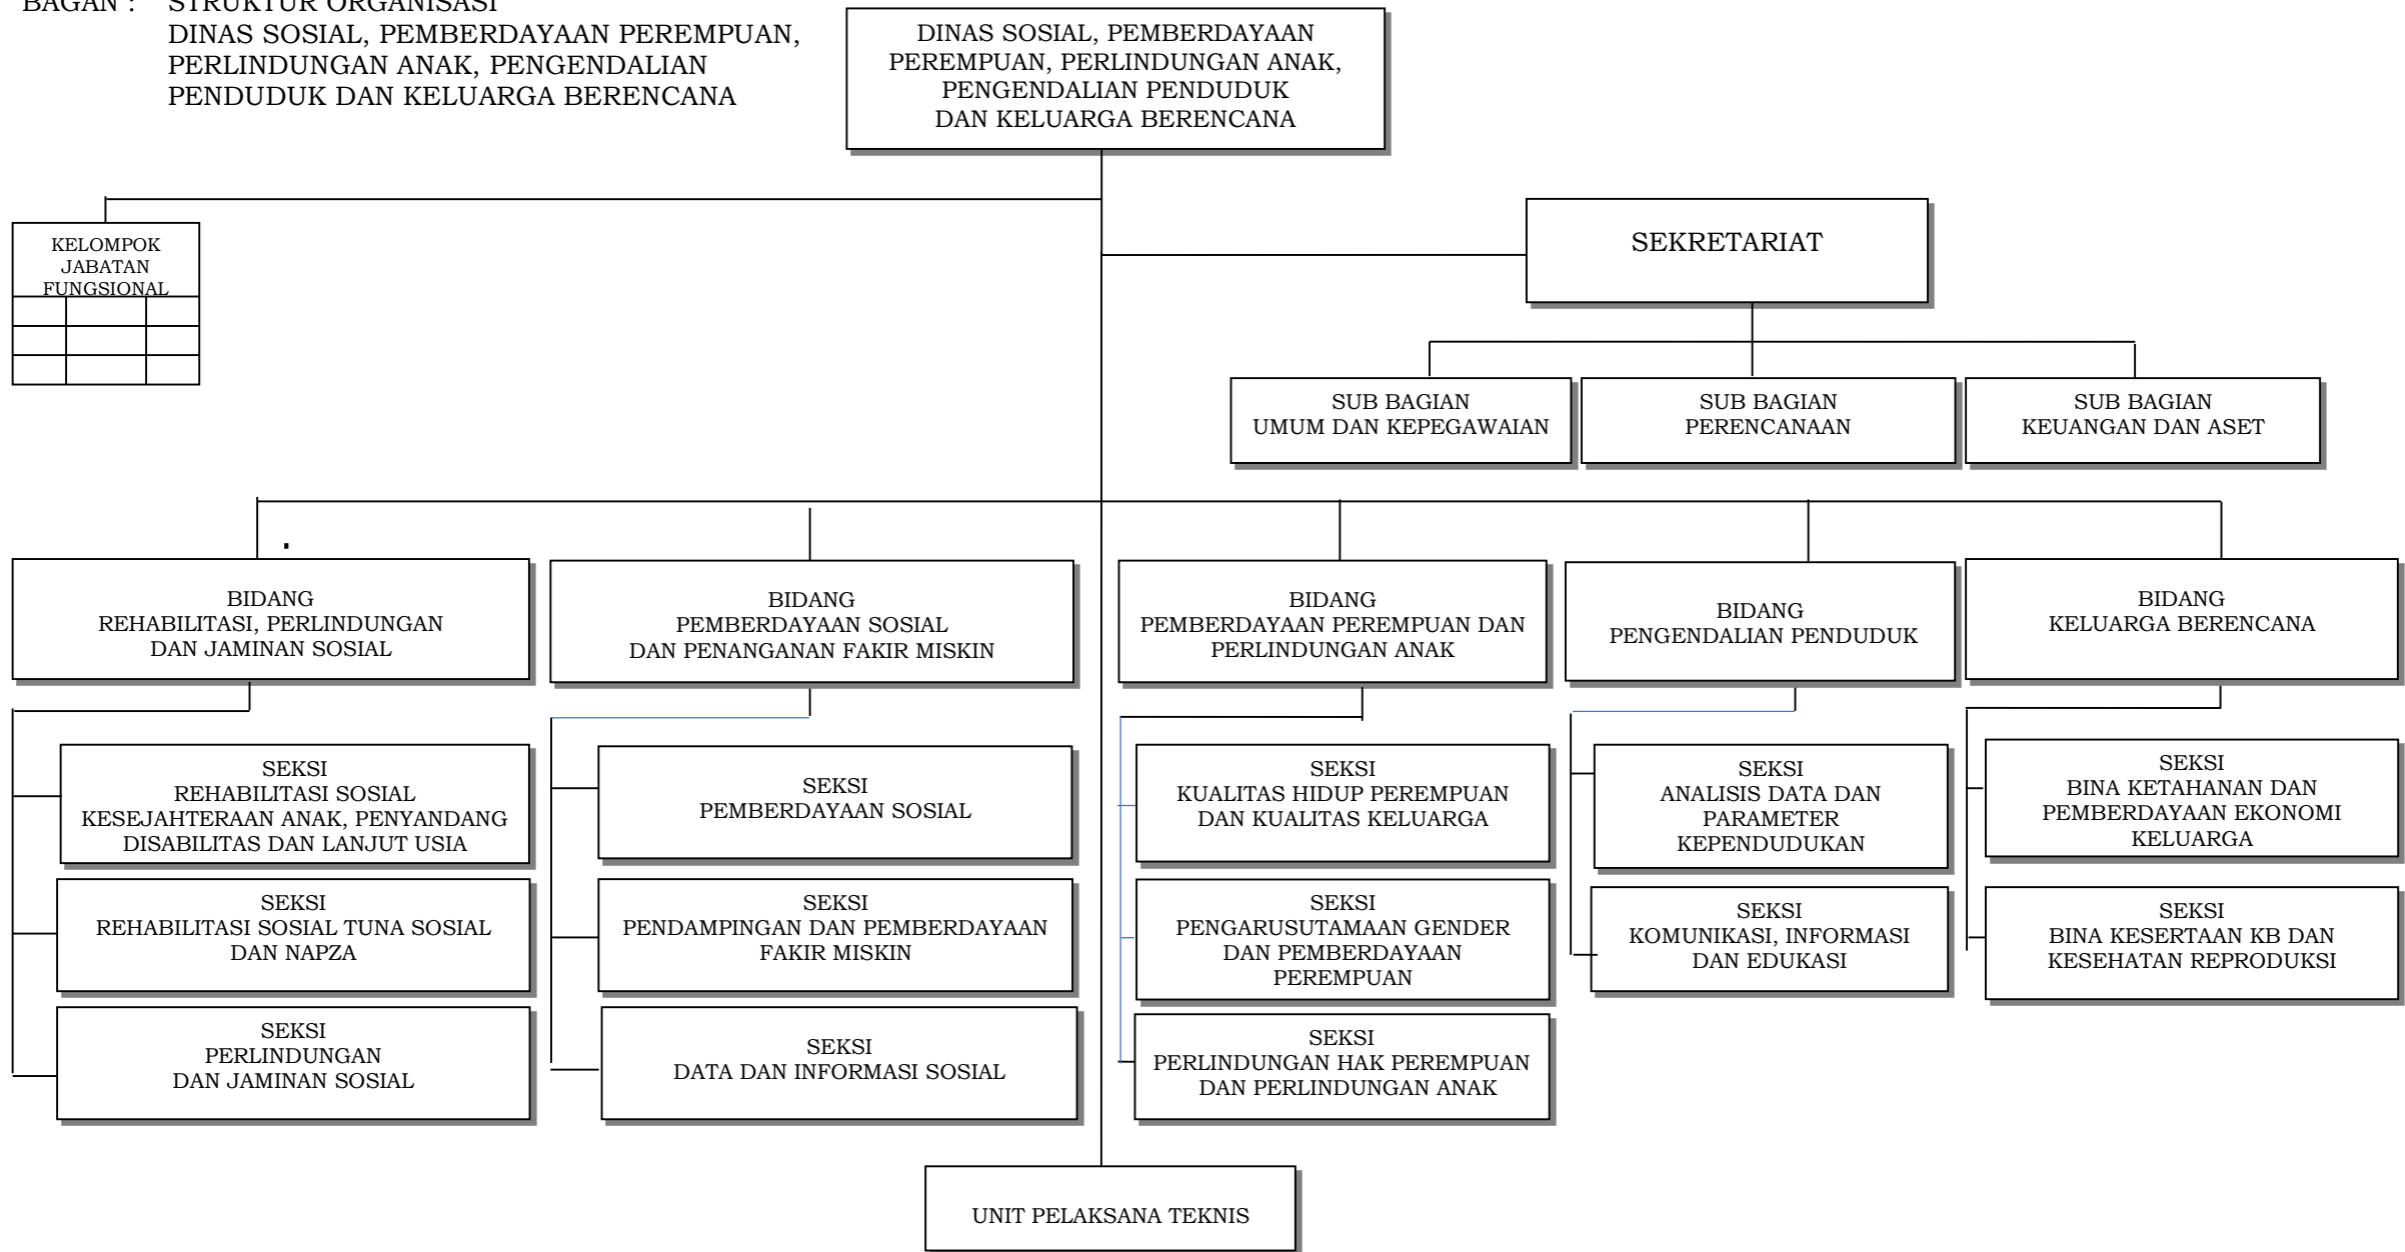 BAGAN : STRUKTUR ORGANISASI
DINAS SOSIAL, PEMBERDAYAAN PEREMPUAN,
PERLINDUNGAN ANAK, PENGENDALIAN
PENDUDUK DAN KELUARGA BERENCANA
DINAS SOSIAL, PEMBERDAYAAN
PEREMPUAN, PERLINDUNGAN ANAK,
PENGENDALIAN PENDUDUK
DAN KELUARGA BERENCANA
KELOMPOK
JABATAN
FUNGSIONAL
SEKRETARIAT
SUB BAGIAN
UMUM DAN KEPEGAWAIAN
SUB BAGIAN
PERENCANAAN
SUB BAGIAN
KEUANGAN DAN ASET
.
BIDANG
REHABILITASI, PERLINDUNGAN
DAN JAMINAN SOSIAL
BIDANG
PEMBERDAYAAN SOSIAL
DAN PENANGANAN FAKIR MISKIN
BIDANG
PEMBERDAYAAN PEREMPUAN DAN
PERLINDUNGAN ANAK
BIDANG
PENGENDALIAN PENDUDUK
BIDANG
KELUARGA BERENCANA
SEKSI
REHABILITASI SOSIAL
KESEJAHTERAAN ANAK, PENYANDANG
DISABILITAS DAN LANJUT USIA
SEKSI
REHABILITASI SOSIAL TUNA SOSIAL
DAN NAPZA
SEKSI
PERLINDUNGAN
DAN JAMINAN SOSIAL
SEKSI
PEMBERDAYAAN SOSIAL
SEKSI
PENDAMPINGAN DAN PEMBERDAYAAN
FAKIR MISKIN
SEKSI
DATA DAN INFORMASI SOSIAL
SEKSI
KUALITAS HIDUP PEREMPUAN
DAN KUALITAS KELUARGA
SEKSI
PENGARUSUTAMAAN GENDER
DAN PEMBERDAYAAN
PEREMPUAN
SEKSI
PERLINDUNGAN HAK PEREMPUAN
DAN PERLINDUNGAN ANAK
SEKSI
ANALISIS DATA DAN
PARAMETER
KEPENDUDUKAN
SEKSI
KOMUNIKASI, INFORMASI
DAN EDUKASI
SEKSI
BINA KETAHANAN DAN
PEMBERDAYAAN EKONOMI
KELUARGA
SEKSI
BINA KESERTAAN KB DAN
KESEHATAN REPRODUKSI
UNIT PELAKSANA TEKNIS